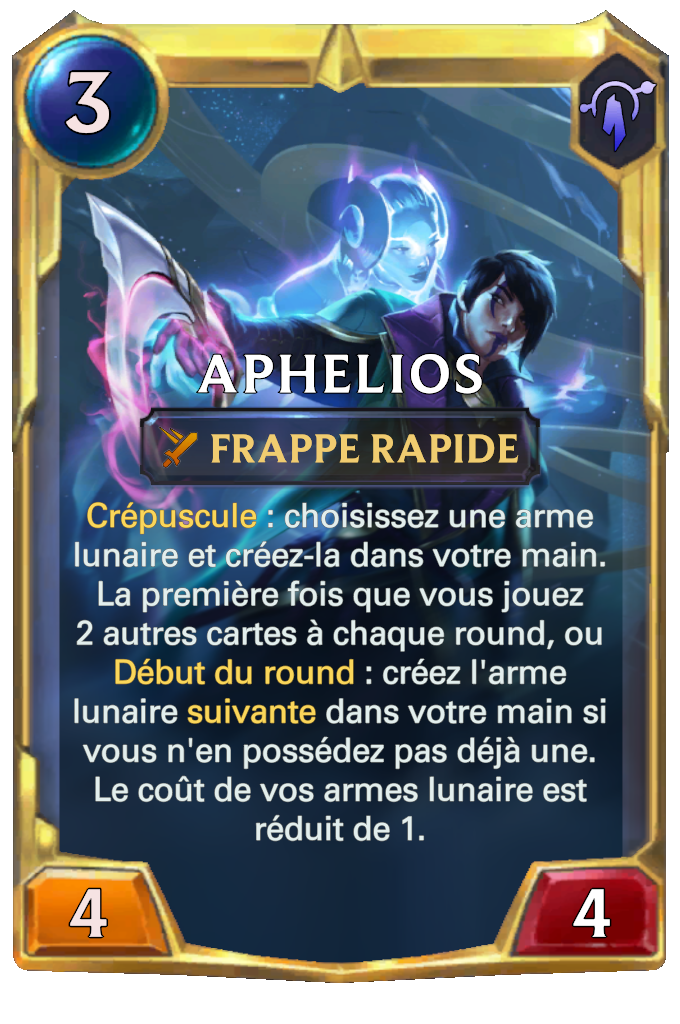 3
APHELIOS
FRAPPE RAPIDE
Crépuscule : choisissez une arme
lunaire et créez-la dans votre main.
La première fois que vous jouez
2 autres cartes à chaque round, ou
Début du round : créez l'arme
lunaire suivante dans votre main si
vous n'en possédez pas déjà une.
Le coût de vos armes lunaire est
réduit de 1.
4
4